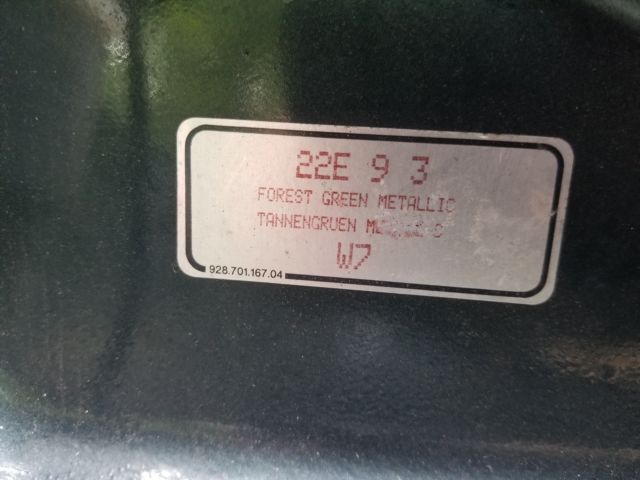 22E 9 3
FOREST GREEN METALLIC
TANNENGRUEN
W7
928.701.167.04